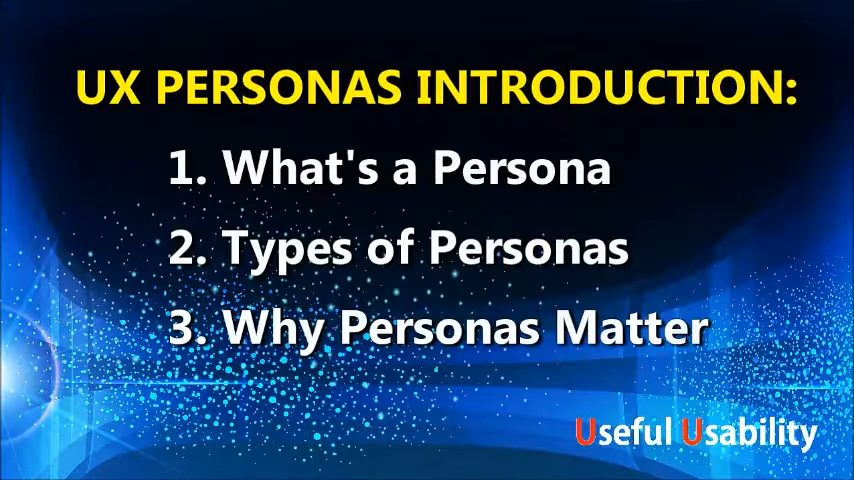 UX PERSONAS INTRODUCTION:
1. What's a Persona
2. Types of Personas
3. Why Personas Matter
Useful Usability